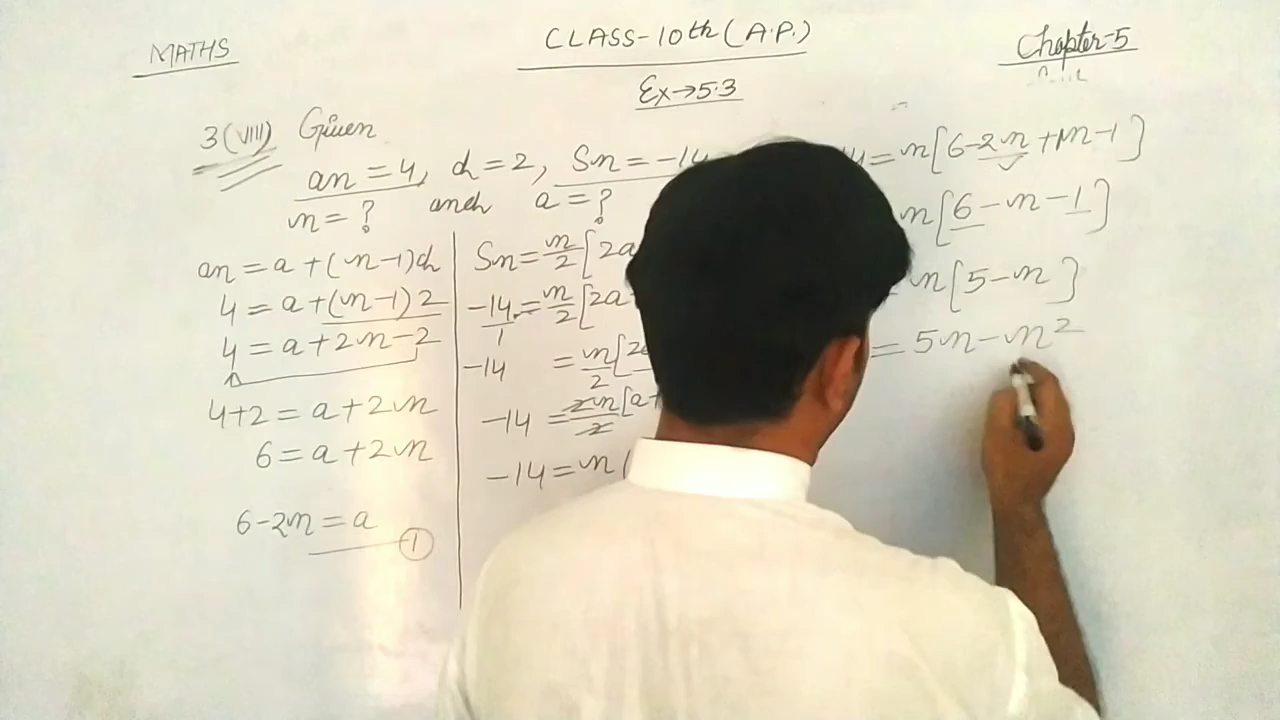 MATHS
CLASS-10th (A.P.)
Chapter-5
Ex→5.3
3(VIII) Given
an = 4, d = 2, Sn = -14
n = ? and a = ?
an = a + (n-1)d
4 = a + (n-1) 2
4 = a + 2n - 2
4+2 = a + 2n
6 = a + 2n
6 - 2n = a
1
Sn = n/2 [2a
-14/1 = n/2 [2a
-14 = n/2 [2
-14 = 2n/2 [a+
-14 = n
= n[6-2n+n-1]
n[6-n-1]
= n[5-n]
= 5n-n²